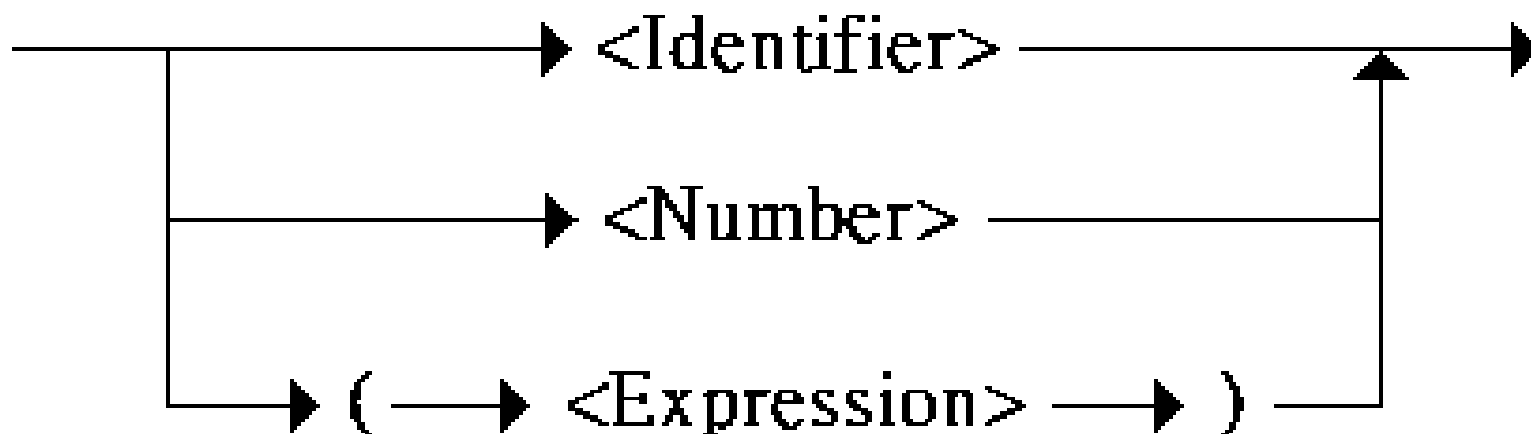 <Identifier>
<Number>
( <Expression> )